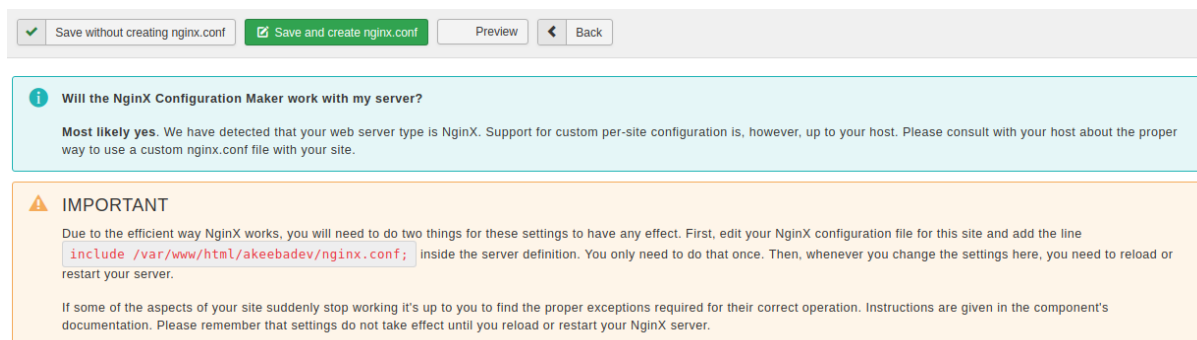 Save without creating nginx.conf Save and create nginx.conf Preview Back
Will the NginX Configuration Maker work with my server?
Most likely yes. We have detected that your web server type is NginX. Support for custom per-site configuration is, however, up to your host. Please consult with your host about the proper
way to use a custom nginx.conf file with your site.
IMPORTANT
Due to the efficient way NginX works, you will need to do two things for these settings to have any effect. First, edit your NginX configuration file for this site and add the line
include /var/www/html/akeebadev/nginx.conf; inside the server definition. You only need to do that once. Then, whenever you change the settings here, you need to reload or
restart your server.
If some of the aspects of your site suddenly stop working it's up to you to find the proper exceptions required for their correct operation. Instructions are given in the component's
documentation. Please remember that settings do not take effect until you reload or restart your NginX server.